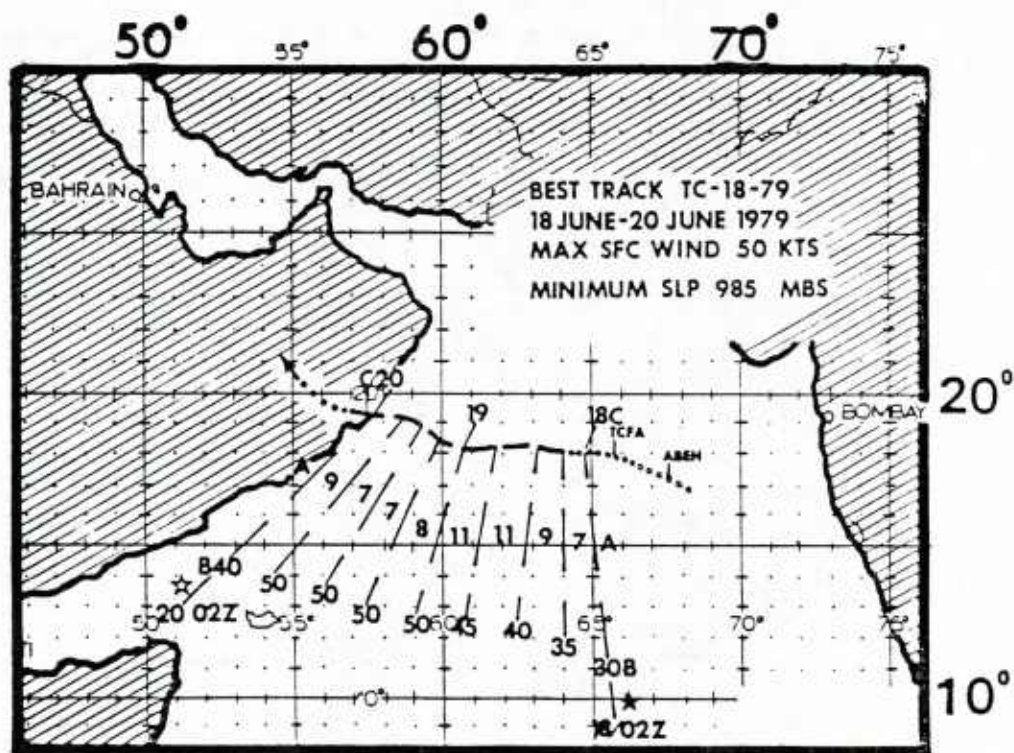 50° 55° 60° 65° 70° 75°
BAHRAIN
BEST TRACK TC-18-79
18 JUNE-20 JUNE 1979
MAX SFC WIND 50 KTS
MINIMUM SLP 985 MBS
C20
20°
19
18C
TCFA
BOMBAY
A
9
7
7
8
11
11
9
7
A
B40
50
50
50
50
45
40
35
30B
20 02Z
50° 55° 60° 70° 75°
10°
10°
02Z